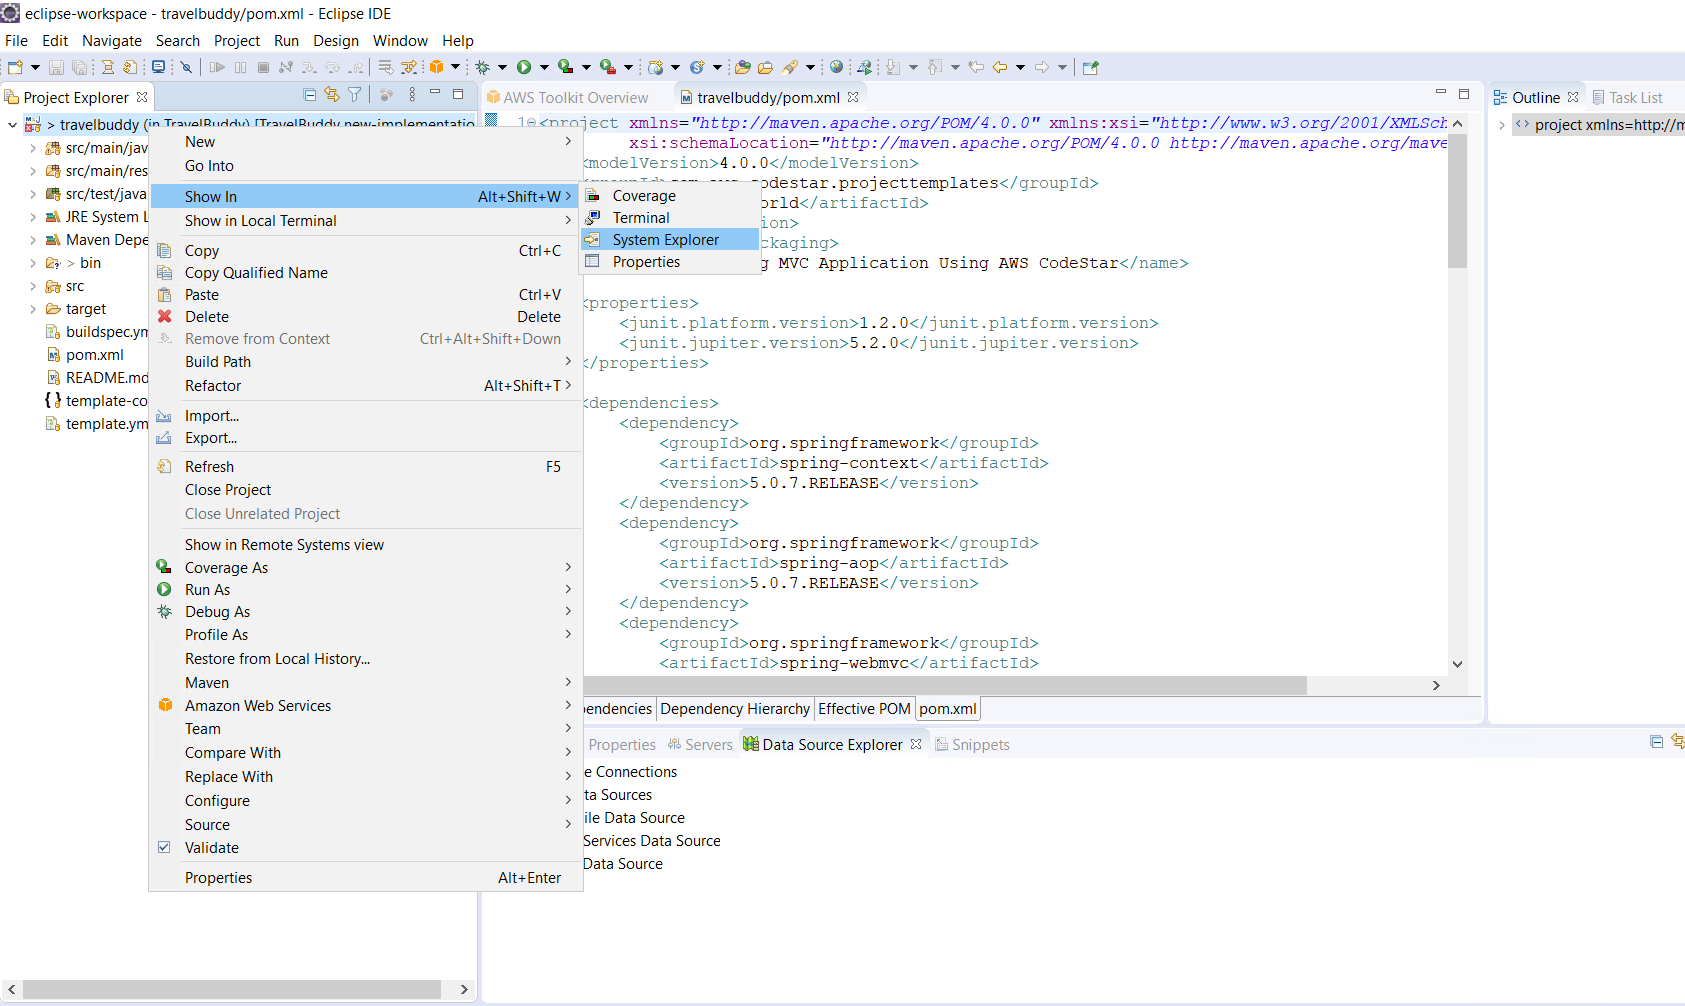 eclipse-workspace - travelbuddy/pom.xml - Eclipse IDE
File Edit Navigate Search Project Run Design Window Help
Project Explorer
> travelbuddy (in TravelBuddy) [TravelBuddy new-implementatio
src/main/jav
src/main/res
src/test/java
JRE System L
Maven Depe
> bin
src
target
buildspec.ym
pom.xml
README.md
template-co
template.ym
New
Go Into
Show In Alt+Shift+W
Show in Local Terminal
Copy Ctrl+C
Copy Qualified Name
Paste Ctrl+V
Delete Delete
Remove from Context Ctrl+Alt+Shift+Down
Build Path
Refactor Alt+Shift+T
Import...
Export...
Refresh F5
Close Project
Close Unrelated Project
Show in Remote Systems view
Coverage As
Run As
Debug As
Profile As
Restore from Local History...
Maven
Amazon Web Services
Team
Compare With
Replace With
Configure
Source
Validate
Properties Alt+Enter
Coverage
Terminal
System Explorer
Properties
AWS Toolkit Overview travelbuddy/pom.xml
1 <project xmlns="http://maven.apache.org/POM/4.0.0" xmlns:xsi="http://www.w3.org/2001/XMLSch
xsi:schemaLocation="http://maven.apache.org/POM/4.0.0 http://maven.apache.org/mave
<modelVersion>4.0.0</modelVersion>
codestar.projecttemplates</groupId>
orld</artifactId>
ion>
ckaging>
g MVC Application Using AWS CodeStar</name>
<properties>
<junit.platform.version>1.2.0</junit.platform.version>
<junit.jupiter.version>5.2.0</junit.jupiter.version>
</properties>
<dependencies>
<dependency>
<groupId>org.springframework</groupId>
<artifactId>spring-context</artifactId>
<version>5.0.7.RELEASE</version>
</dependency>
<dependency>
<groupId>org.springframework</groupId>
<artifactId>spring-aop</artifactId>
<version>5.0.7.RELEASE</version>
</dependency>
<dependency>
<groupId>org.springframework</groupId>
<artifactId>spring-webmvc</artifactId>
pendencies Dependency Hierarchy Effective POM pom.xml
Properties Servers Data Source Explorer Snippets
e Connections
ta Sources
ile Data Source
Services Data Source
Data Source
Outline Task List
project xmlns=http://m